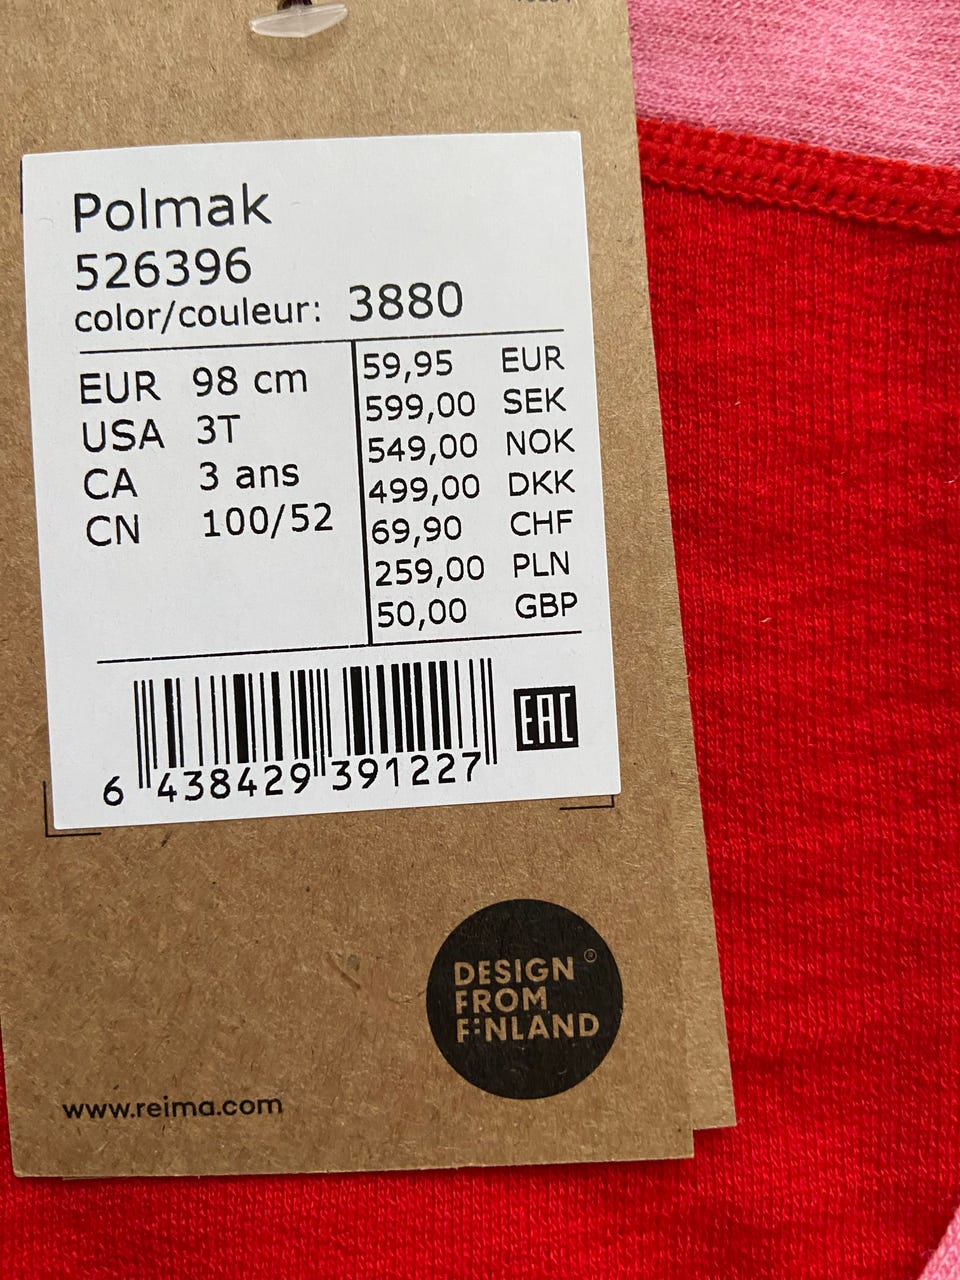 Polmak
526396
color/couleur: 3880
EUR 98 cm
USA 3T
CA 3 ans
CN 100/52
59,95 EUR
599,00 SEK
549,00 NOK
499,00 DKK
69,90 CHF
259,00 PLN
50,00 GBP
EAC
6 438429 391227
DESIGN ®
FROM
FINLAND
www.reima.com